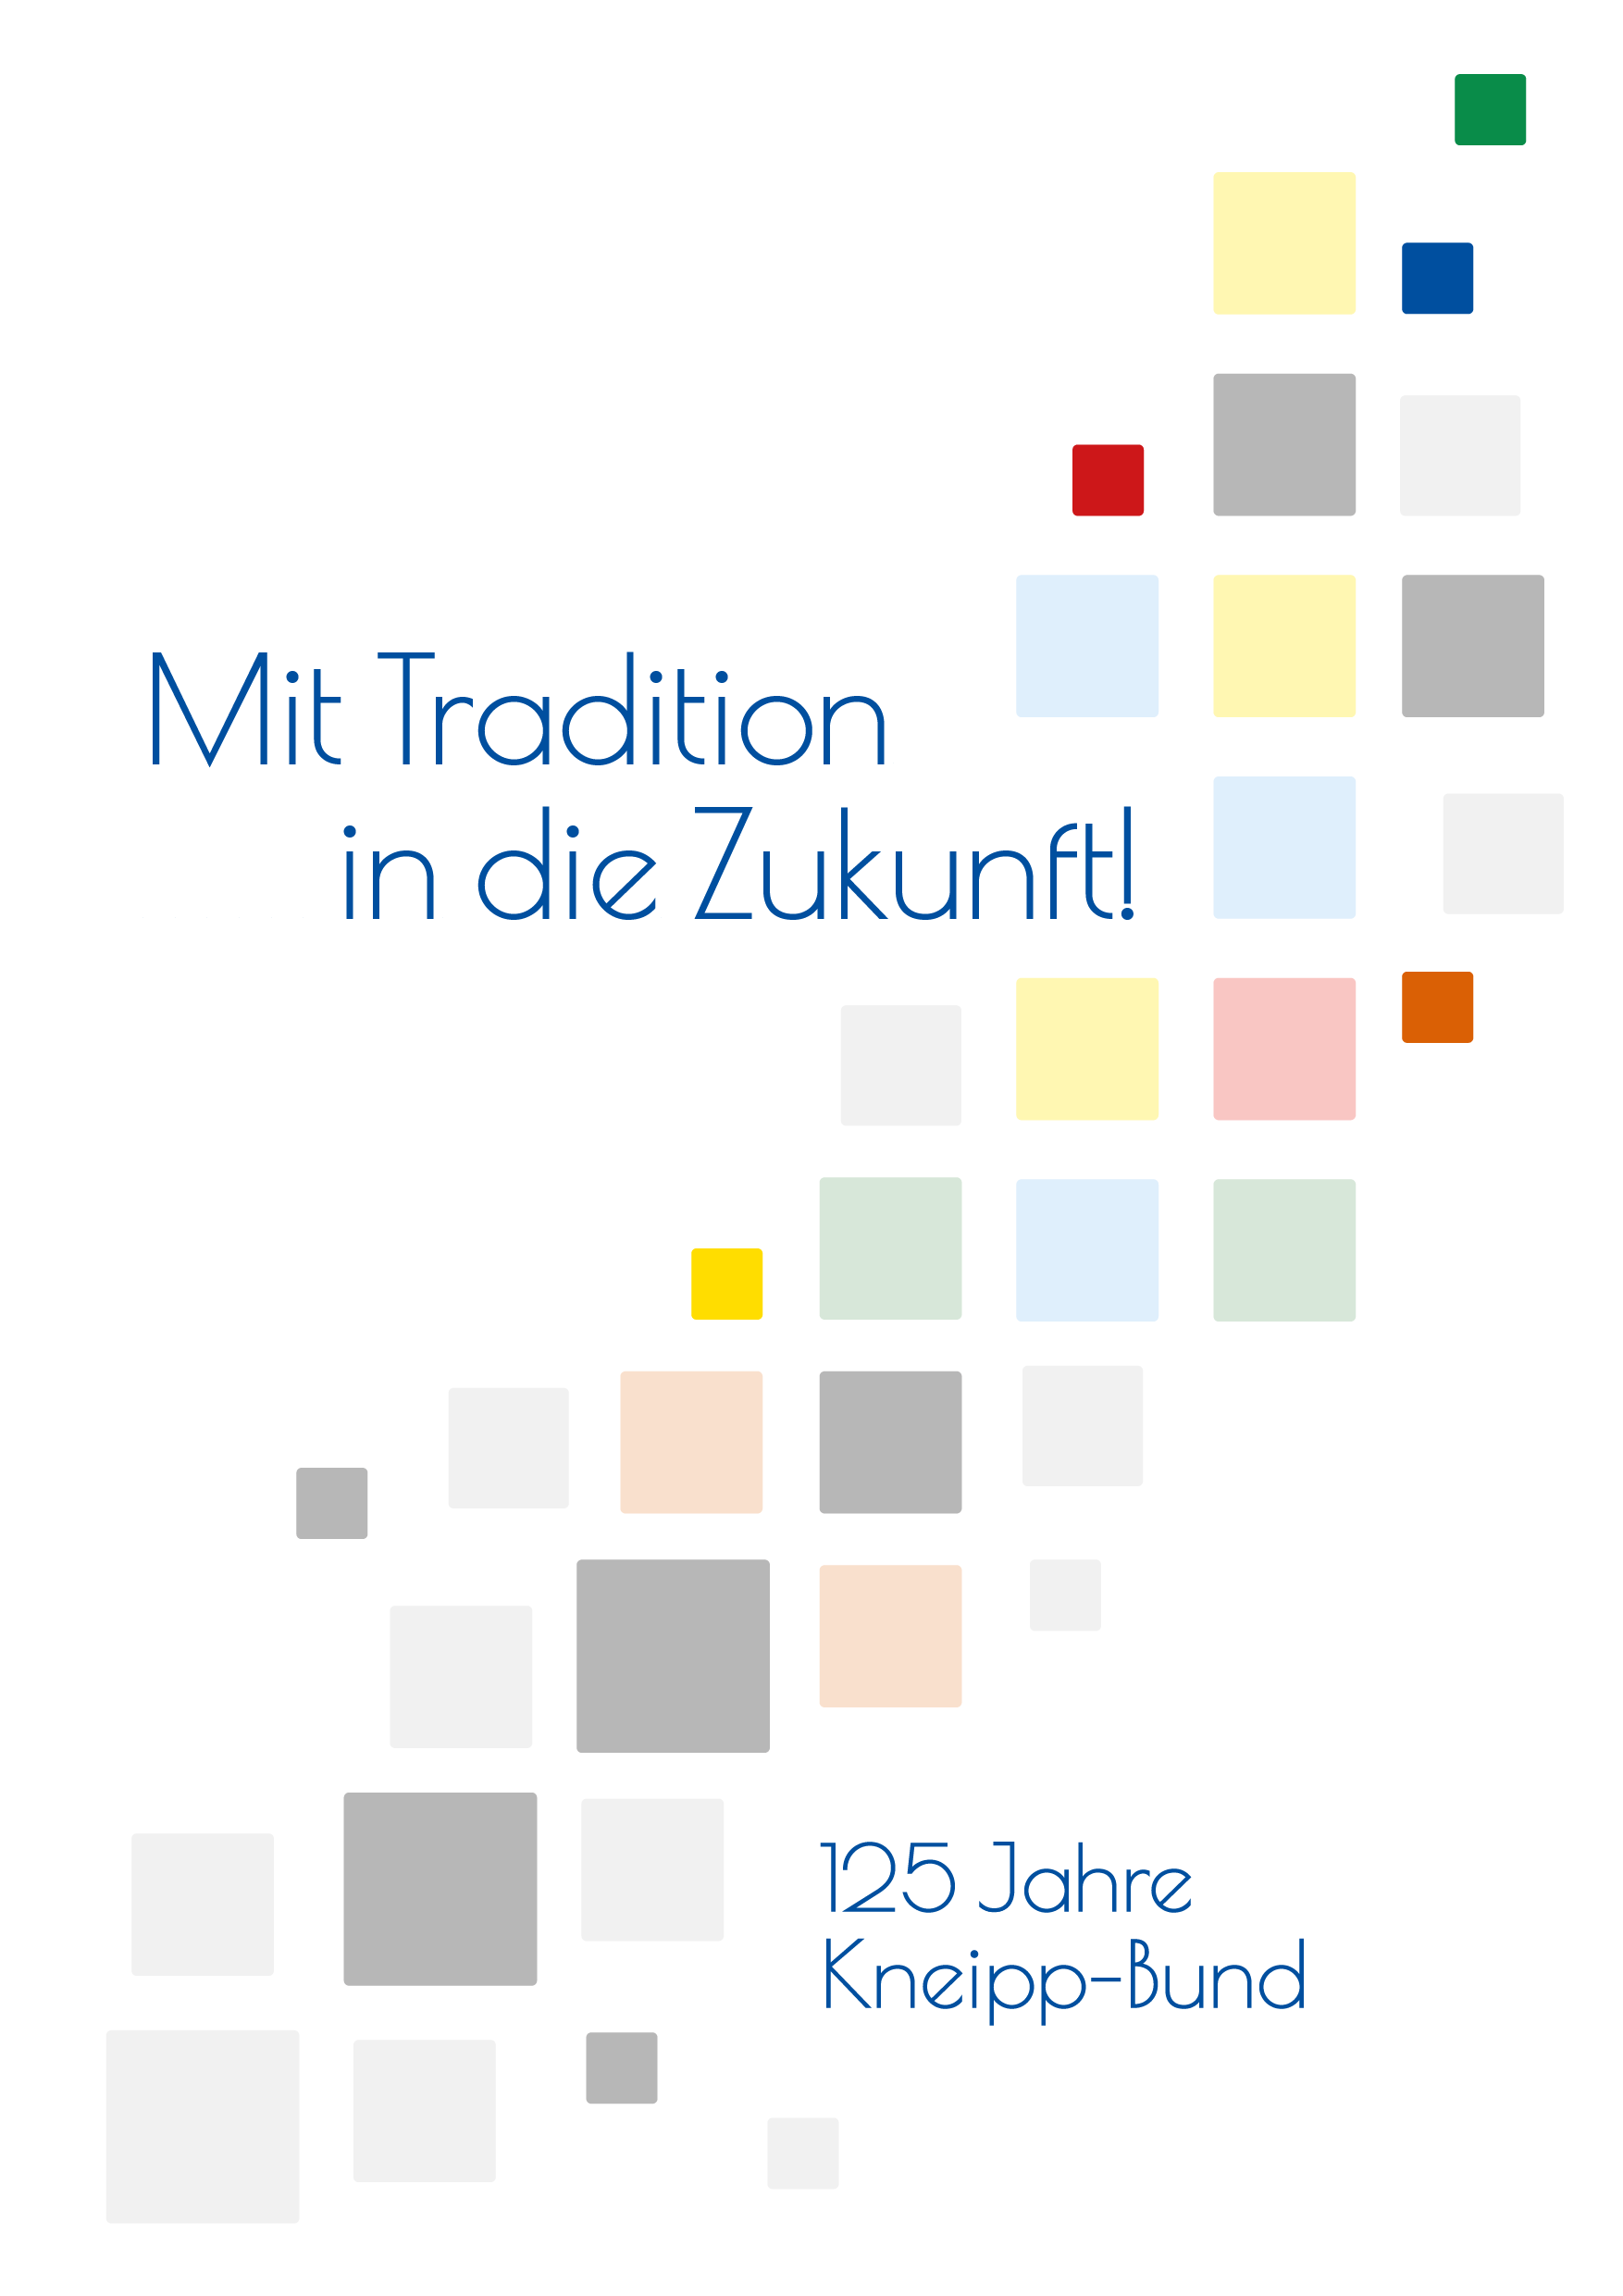 Mit Tradition
in die Zukunft!
125 Jahre
Kneipp-Bund